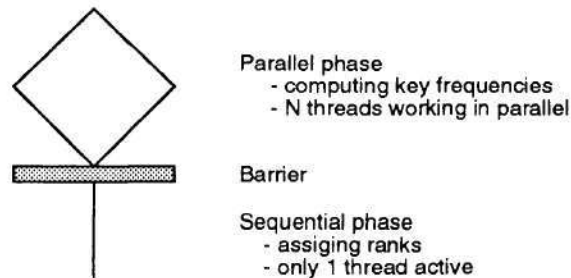 Parallel phase
- computing key frequencies
- N threads working in parallel
Barrier
Sequential phase
- assiging ranks
- only 1 thread active